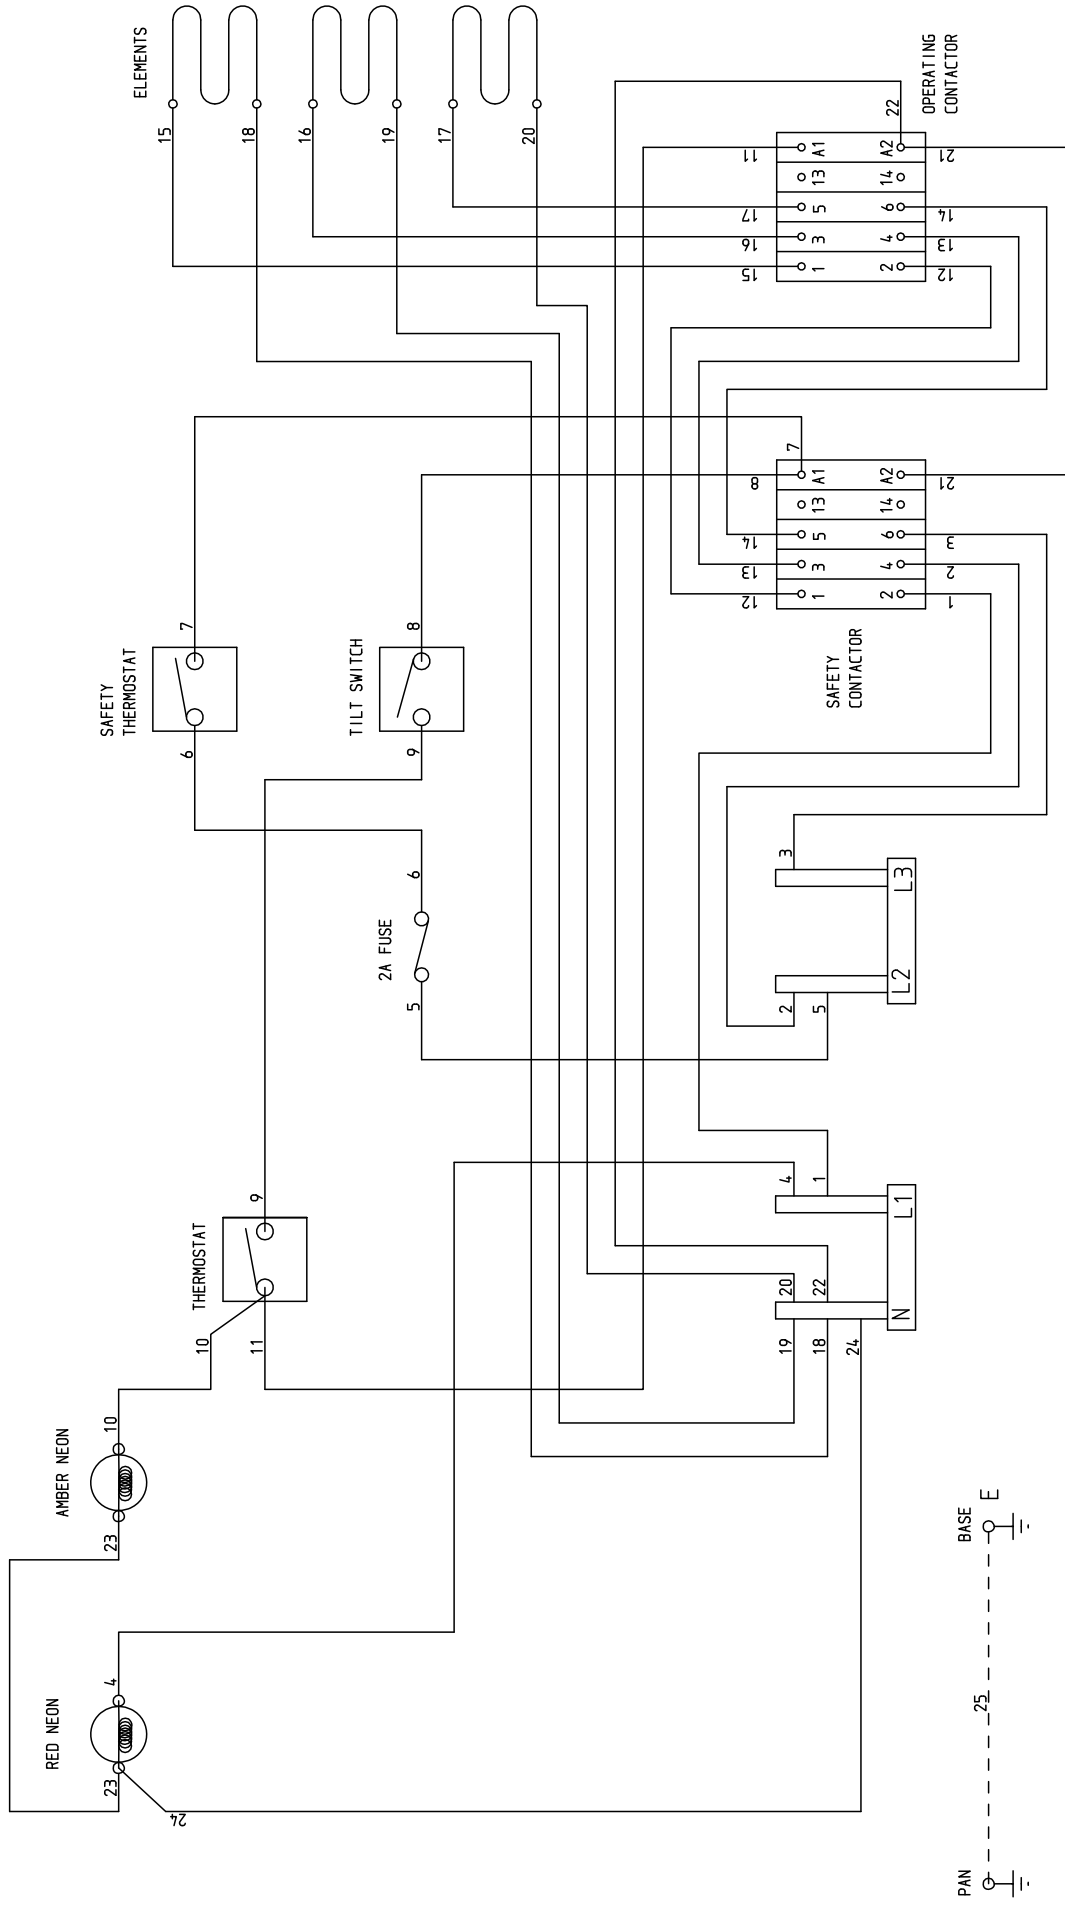 ELEMENTS
15
18
16
19
17
20
OPERATING
CONTACTOR
22
11
17
16
15
A1
13
5
3
1
A2
14
6
4
2
21
14
13
12
7
8
14
13
12
A1
13
5
3
1
A2
14
6
4
2
21
3
2
1
SAFETY
CONTACTOR
SAFETY
THERMOSTAT
7
6
TILT SWITCH
8
9
2A FUSE
6
5
3
L3
L2
2
5
THERMOSTAT
9
10
11
4
1
L1
20
22
N
19
18
24
AMBER NEON
10
23
RED NEON
4
23
24
BASE
E
25
PAN